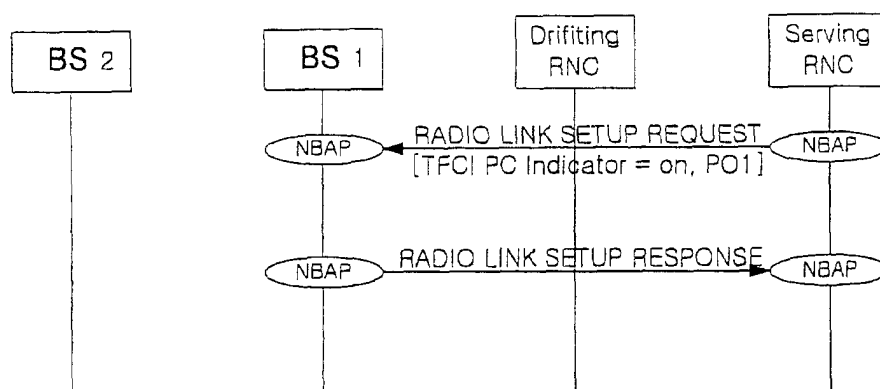 BS 2
BS 1
Drifiting
RNC
Serving
RNC
NBAP
RADIO LINK SETUP REQUEST
[TFCI PC Indicator = on, PO1]
NBAP
NBAP
RADIO LINK SETUP RESPONSE
NBAP